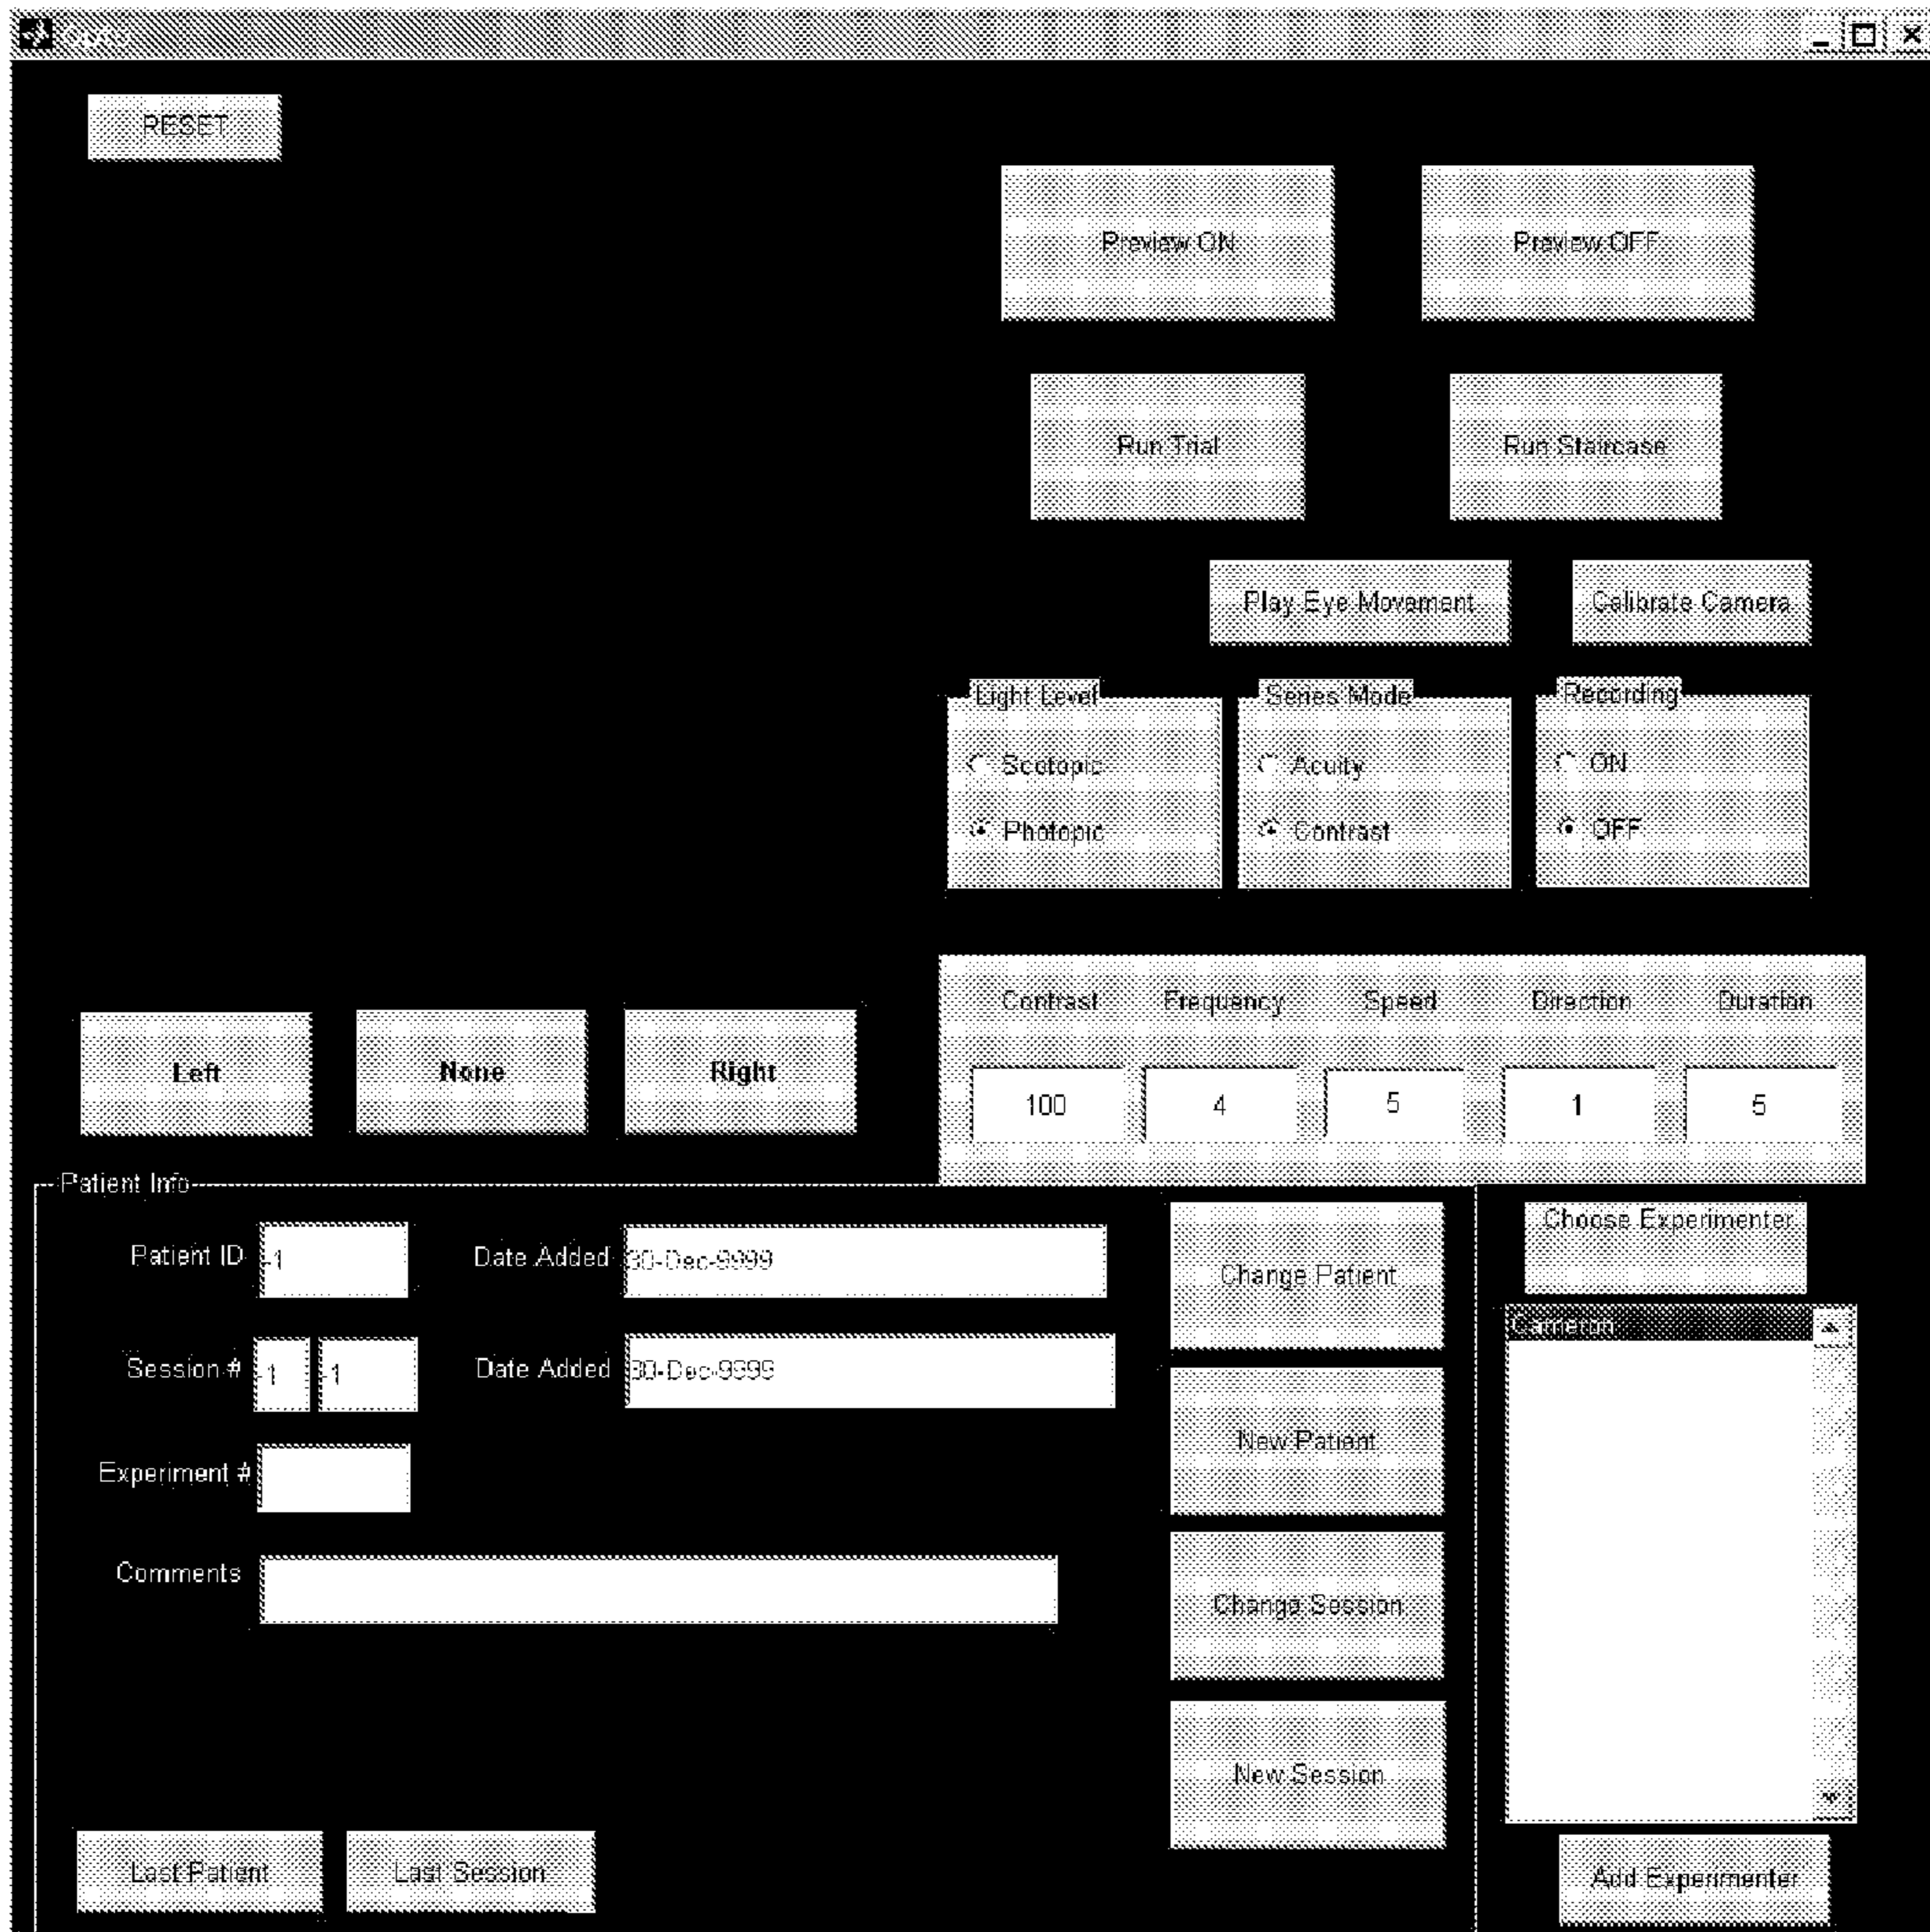 RESET
Preview ON Preview OFF
Run Trial Run Staircase
Play Eye Movement Calibrate Camera
Light Level Series Mode Recording
Scotopic Acuity ON
Photopic Contrast OFF
Contrast Frequency Speed Direction Duration
100 4 5 1 5
Left None Right
Patient Info
Patient ID -1 Date Added 30-Dec-9999
Session # -1 -1 Date Added 30-Dec-9999
Experiment #
Comments
Change Patient
New Patient
Change Session
New Session
Choose Experimenter
Cameron
Add Experimenter
Last Patient Last Session